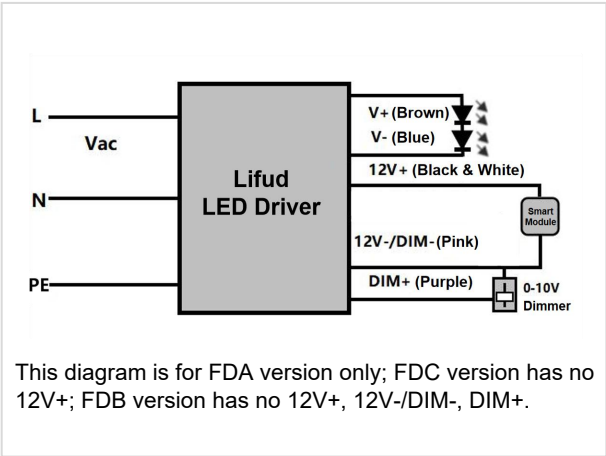 L
Vac
N
PE
Lifud
LED Driver
V+ (Brown)
V- (Blue)
12V+ (Black & White)
Smart
Module
12V-/DIM- (Pink)
DIM+ (Purple)
0-10V
Dimmer
This diagram is for FDA version only; FDC version has no
12V+; FDB version has no 12V+, 12V-/DIM-, DIM+.